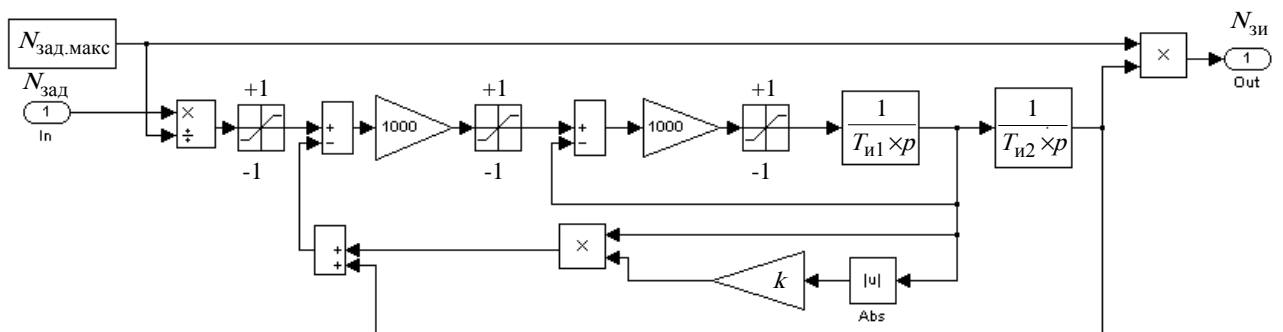 Nзад.макс
Nзи
Nзад
1
In
×
÷
+1
-1
+
−
1000
+1
-1
+
−
1000
+1
-1
1
Tи1 ×p
1
Tи2 ×p
×
1
Out
+
+
×
k
|u|
Abs